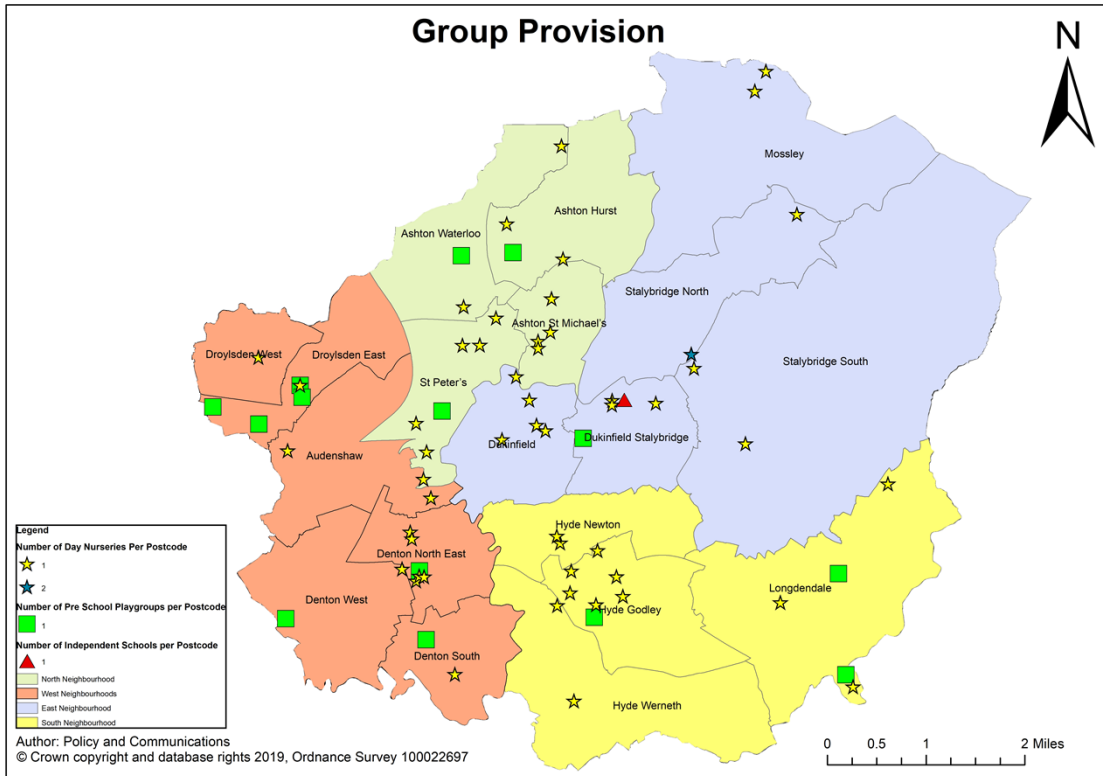 Group Provision
N
Mossley
Ashton Hurst
Ashton Waterloo
Stalybridge North
Ashton St Michael's
Droylsden West
Droylsden East
Stalybridge South
St Peter's
Dukinfield
Dukinfield Stalybridge
Audenshaw
Hyde Newton
Denton North East
Longdendale
Denton West
Hyde Godley
Denton South
Hyde Werneth
Legend
Number of Day Nurseries Per Postcode
1
2
Number of Pre School Playgroups per Postcode
1
Number of Independent Schools per Postcode
1
North Neighbourhood
West Neighbourhoods
East Neighbourhood
South Neighbourhood
Author: Policy and Communications
© Crown copyright and database rights 2019, Ordnance Survey 100022697
0 0.5 1 2 Miles